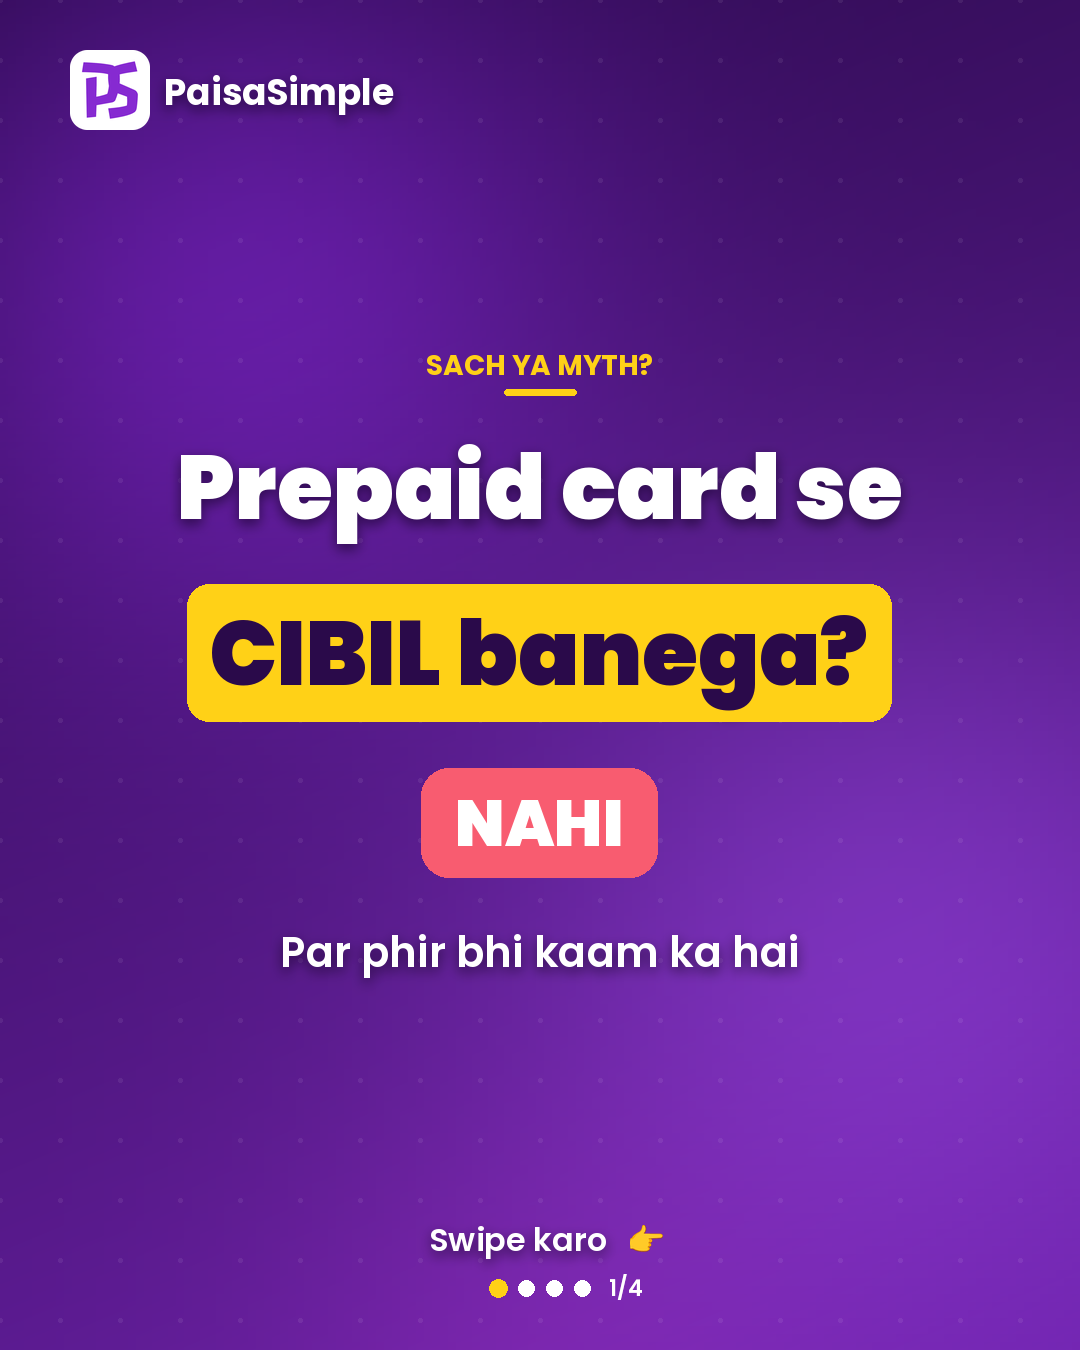 PaisaSimple
SACH YA MYTH?
Prepaid card se
CIBIL banega?
NAHI
Par phir bhi kaam ka hai
Swipe karo 👉
1/4